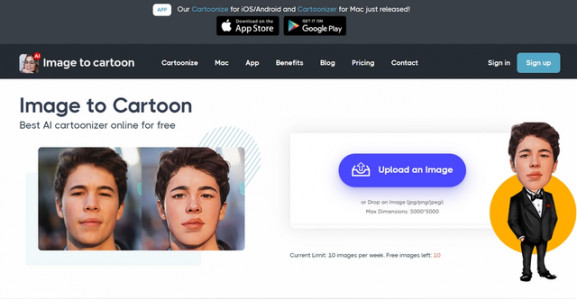 APP Our Cartoonize for iOS/Android and Cartoonizer for Mac just released!
Download on the App Store GET IT ON Google Play
AI
Image to cartoon Cartoonize Mac App Benefits Blog Pricing Contact Sign in Sign up
Image to Cartoon
Best AI cartoonizer online for free
Upload an Image
or Drop an image (jpg/png/jpeg)
Max Dimensions: 5000*5000
Current Limit: 10 images per week. Free images left: 10